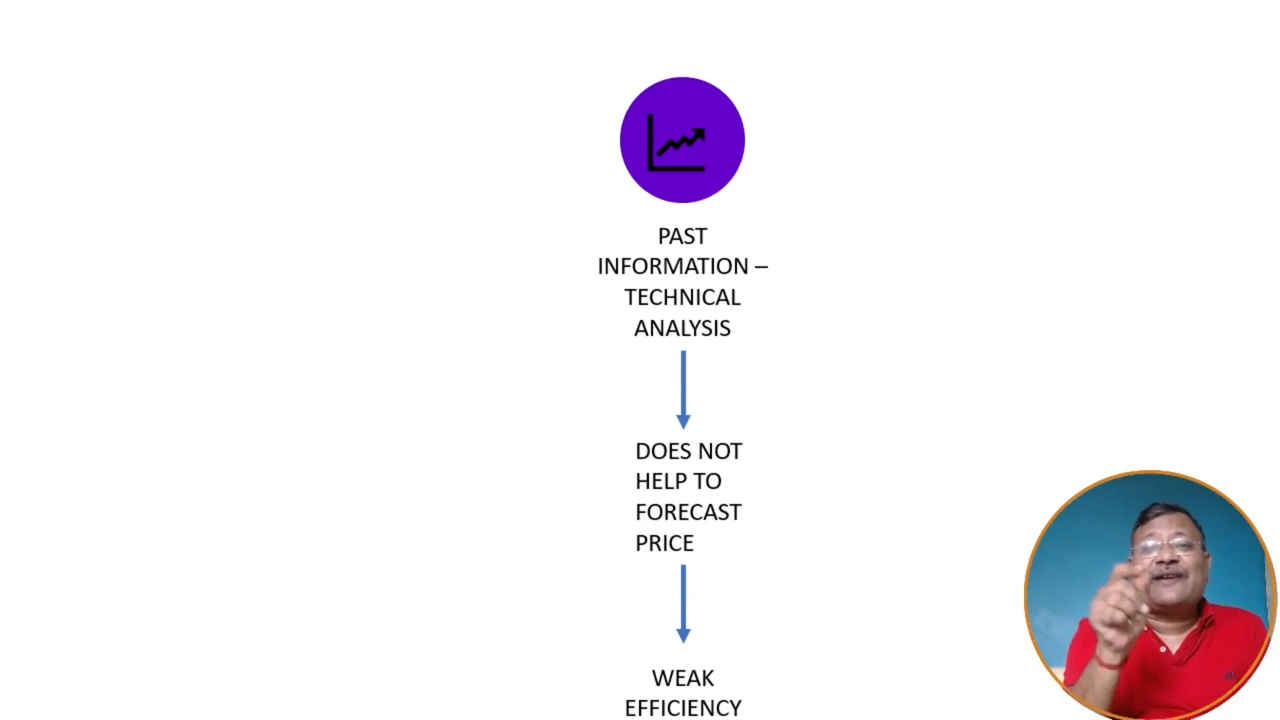 PAST
INFORMATION –
TECHNICAL
ANALYSIS
DOES NOT
HELP TO
FORECAST
PRICE
WEAK
EFFICIENCY